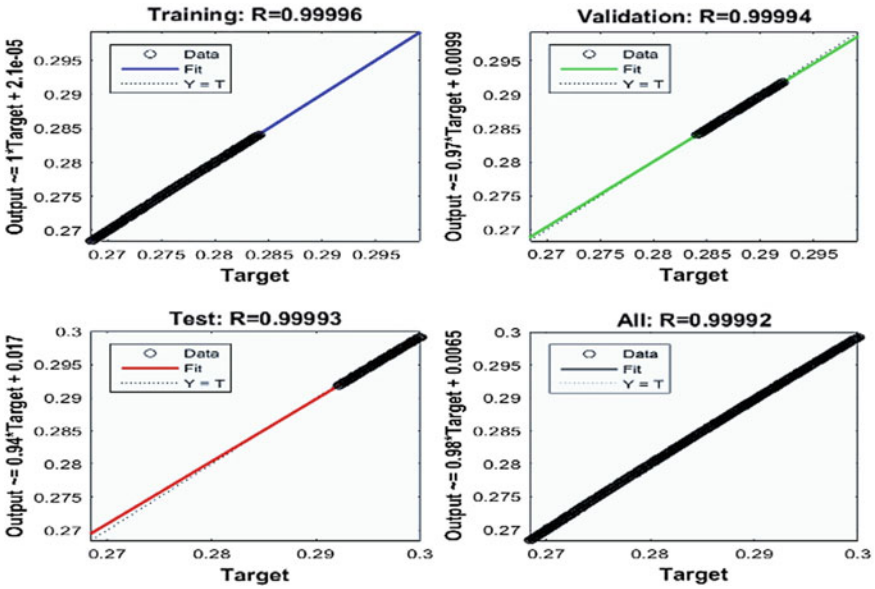 Training: R=0.99996
Output ~= 1*Target + 2.1e-05
0.295
0.29
0.285
0.28
0.275
0.27
Data
Fit
Y = T
0.27 0.275 0.28 0.285 0.29 0.295
Target
Validation: R=0.99994
Output ~= 0.97*Target + 0.0099
0.295
0.29
0.285
0.28
0.275
0.27
Data
Fit
Y = T
0.27 0.275 0.28 0.285 0.29 0.295
Target
Test: R=0.99993
Output ~= 0.94*Target + 0.017
0.3
0.295
0.29
0.285
0.28
0.275
0.27
Data
Fit
Y = T
0.27 0.28 0.29 0.3
Target
All: R=0.99992
Output ~= 0.98*Target + 0.0065
0.3
0.295
0.29
0.285
0.28
0.275
0.27
Data
Fit
Y = T
0.27 0.28 0.29 0.3
Target